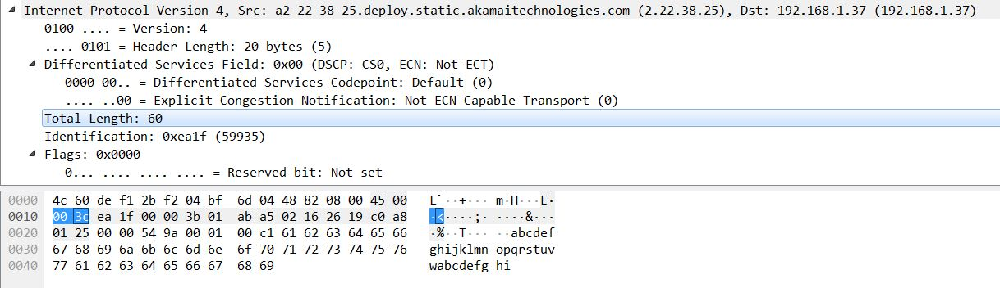 Internet Protocol Version 4, Src: a2-22-38-25.deploy.static.akamaitechnologies.com (2.22.38.25), Dst: 192.168.1.37 (192.168.1.37)
0100 .... = Version: 4
.... 0101 = Header Length: 20 bytes (5)
Differentiated Services Field: 0x00 (DSCP: CS0, ECN: Not-ECT)
0000 00.. = Differentiated Services Codepoint: Default (0)
.... ..00 = Explicit Congestion Notification: Not ECN-Capable Transport (0)
Total Length: 60
Identification: 0xea1f (59935)
Flags: 0x0000
0... .... .... .... = Reserved bit: Not set
0000 4c 60 de f1 2b f2 04 bf 6d 04 48 82 08 00 45 00 L`··+··· m·H···E·
0010 00 3c ea 1f 00 00 3b 01 ab a5 02 16 26 19 c0 a8 ·<····;· ····&···
0020 01 25 00 00 54 9a 00 01 00 c1 61 62 63 64 65 66 ·%··T··· ··abcdef
0030 67 68 69 6a 6b 6c 6d 6e 6f 70 71 72 73 74 75 76 ghijklmn opqrstuv
0040 77 61 62 63 64 65 66 67 68 69 wabcdefg hi